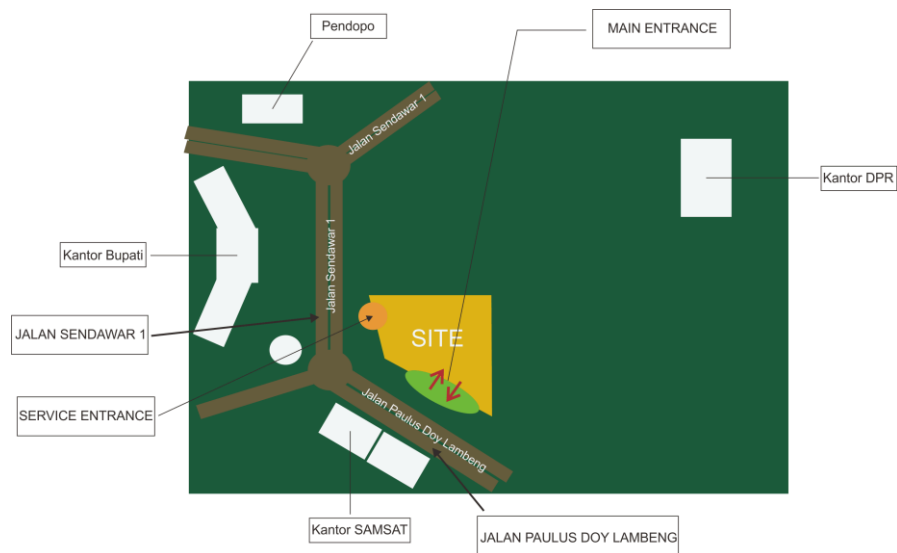 Pendopo
MAIN ENTRANCE
Jalan Sendawar 1
Kantor DPR
Jalan Sendawar 1
Kantor Bupati
JALAN SENDAWAR 1
SITE
SERVICE ENTRANCE
Jalan Paulus Doy Lambeng
Kantor SAMSAT
JALAN PAULUS DOY LAMBENG